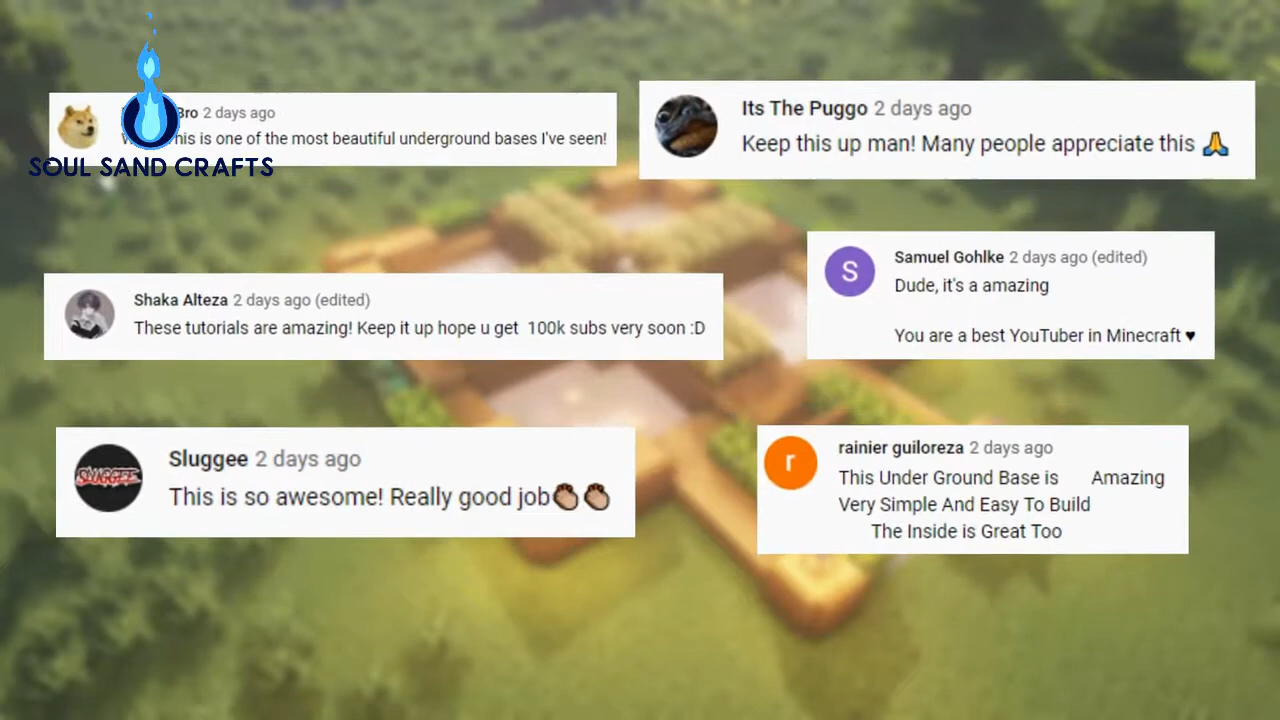 Bro 2 days ago
his is one of the most beautiful underground bases I've seen!
SOUL SAND CRAFTS
Its The Puggo 2 days ago
Keep this up man! Many people appreciate this 🙏
Shaka Alteza 2 days ago (edited)
These tutorials are amazing! Keep it up hope u get 100k subs very soon :D
S
Samuel Gohlke 2 days ago (edited)
Dude, it's a amazing
You are a best YouTuber in Minecraft ♥
SLUGGEE
Sluggee 2 days ago
This is so awesome! Really good job👏👏
r
rainier guiloreza 2 days ago
This Under Ground Base is Amazing
Very Simple And Easy To Build
The Inside is Great Too